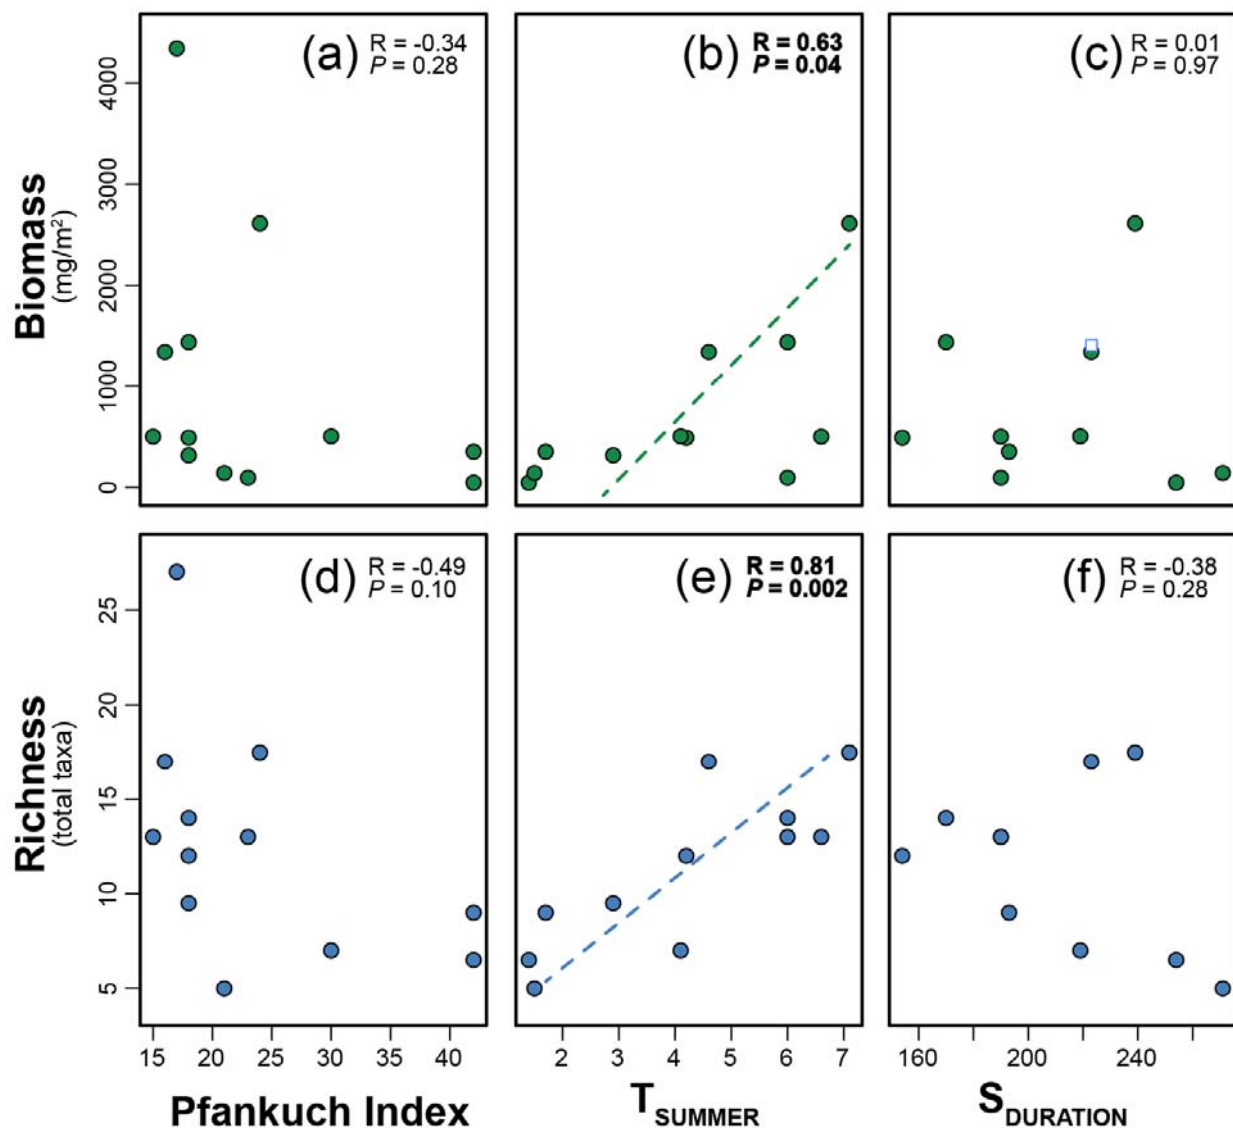 (a) R = -0.34
P = 0.28
(b) R = 0.63
P = 0.04
(c) R = 0.01
P = 0.97
Biomass
(mg/m²)
4000
3000
2000
1000
0
(d) R = -0.49
P = 0.10
(e) R = 0.81
P = 0.002
(f) R = -0.38
P = 0.28
Richness
(total taxa)
25
20
15
10
5
15 20 25 30 35 40
2 3 4 5 6 7
160 200 240
Pfankuch Index
T SUMMER
S DURATION